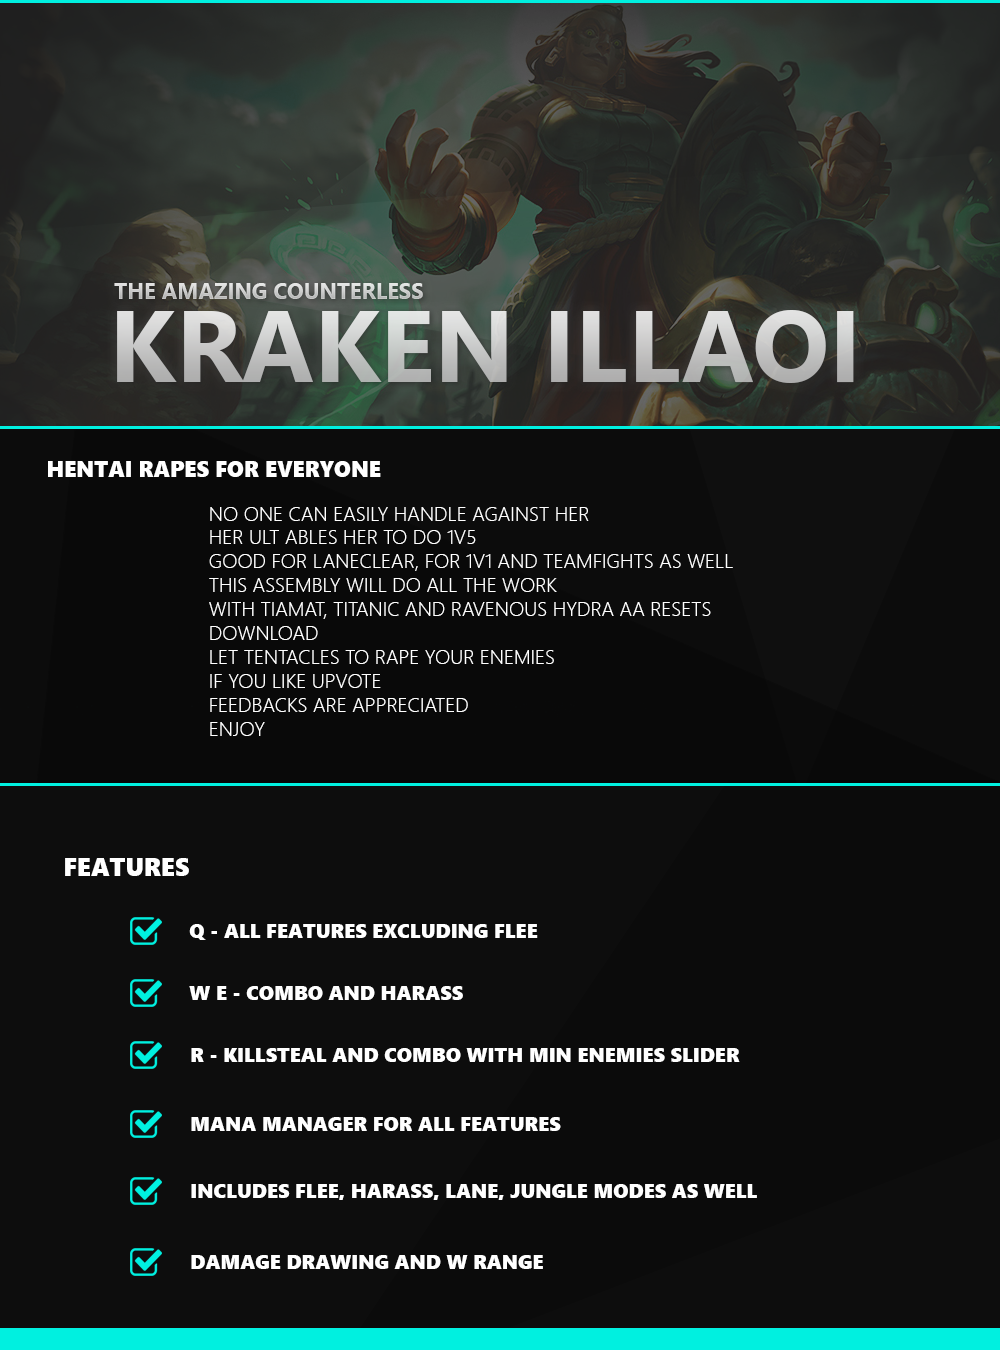 THE AMAZING COUNTERLESS
KRAKEN ILLAOI
HENTAI RAPES FOR EVERYONE
NO ONE CAN EASILY HANDLE AGAINST HER
HER ULT ABLES HER TO DO 1V5
GOOD FOR LANECLEAR, FOR 1V1 AND TEAMFIGHTS AS WELL
THIS ASSEMBLY WILL DO ALL THE WORK
WITH TIAMAT, TITANIC AND RAVENOUS HYDRA AA RESETS
DOWNLOAD
LET TENTACLES TO RAPE YOUR ENEMIES
IF YOU LIKE UPVOTE
FEEDBACKS ARE APPRECIATED
ENJOY
FEATURES
Q - ALL FEATURES EXCLUDING FLEE
W E - COMBO AND HARASS
R - KILLSTEAL AND COMBO WITH MIN ENEMIES SLIDER
MANA MANAGER FOR ALL FEATURES
INCLUDES FLEE, HARASS, LANE, JUNGLE MODES AS WELL
DAMAGE DRAWING AND W RANGE